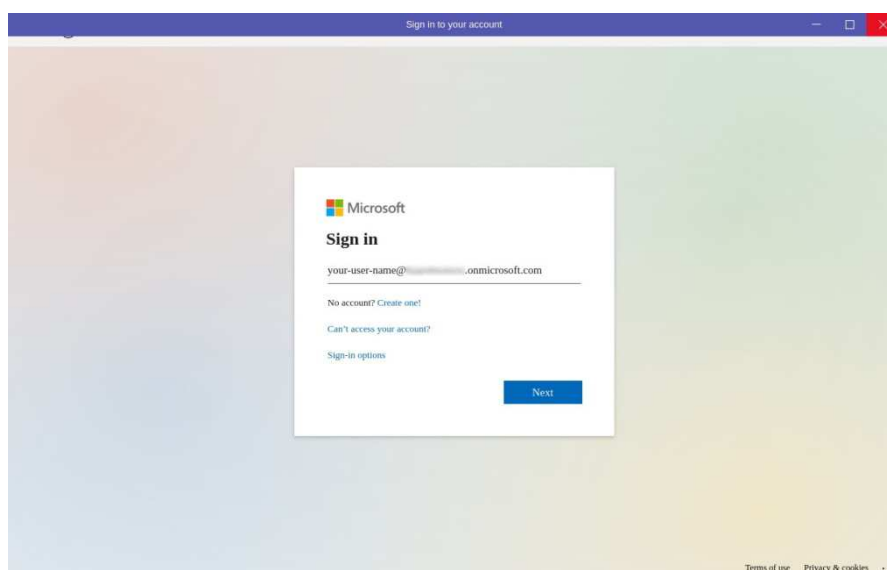 Sign in to your account
Microsoft
Sign in
your-user-name@ .onmicrosoft.com
No account? Create one!
Can't access your account?
Sign-in options
Next
Terms of use Privacy & cookies